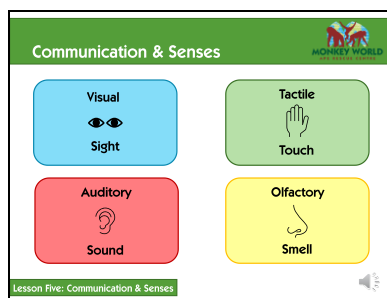 Communication & Senses
MONKEY WORLD
APE RESCUE CENTRE
Visual
Sight
Tactile
Touch
Auditory
Sound
Olfactory
Smell
Lesson Five: Communication & Senses